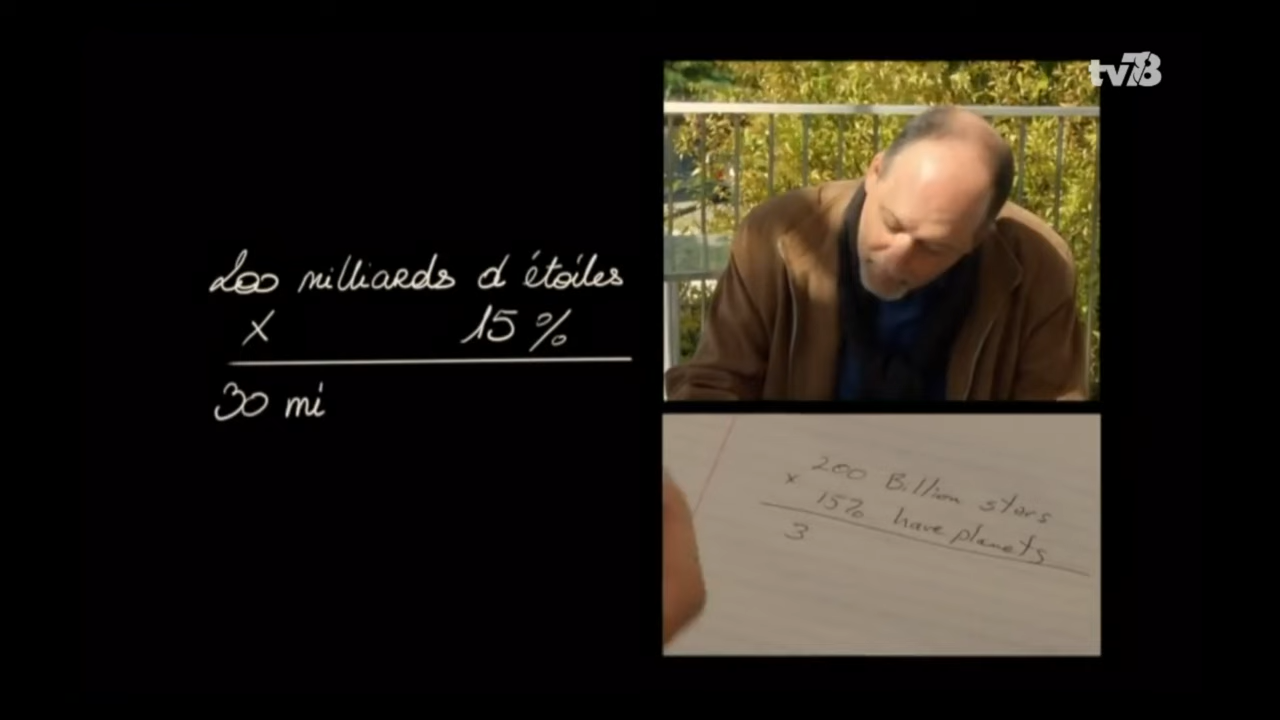 tv78
200 milliards d étoiles
x 15 %
30 mi
200 Billion stars
x 15% have planets
3